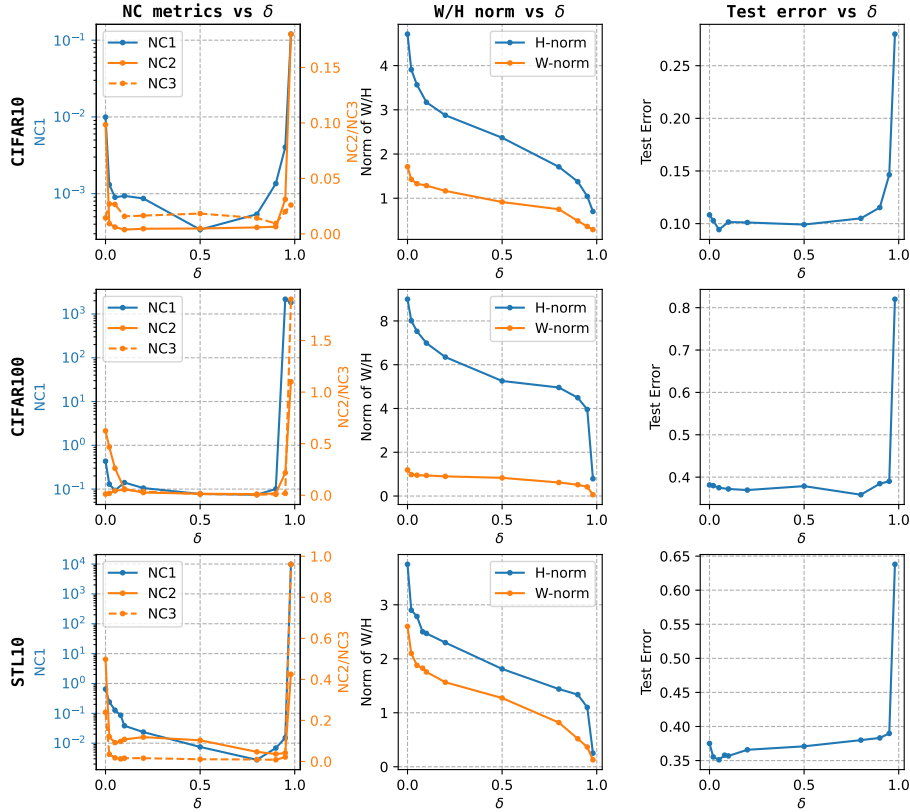 NC metrics vs δ
W/H norm vs δ
Test error vs δ
CIFAR10
NC1
10⁻¹
10⁻²
10⁻³
NC1
NC2
NC3
0.15
0.10
0.05
0.00
NC2/NC3
0.0
0.5
1.0
δ
Norm of W/H
4
3
2
1
H-norm
W-norm
0.0
0.5
1.0
δ
Test Error
0.25
0.20
0.15
0.10
0.0
0.5
1.0
δ
CIFAR100
NC1
10³
10²
10¹
10⁰
10⁻¹
NC1
NC2
NC3
1.5
1.0
0.5
0.0
NC2/NC3
0.0
0.5
1.0
δ
Norm of W/H
8
6
4
2
0
H-norm
W-norm
0.0
0.5
1.0
δ
Test Error
0.8
0.7
0.6
0.5
0.4
0.0
0.5
1.0
δ
STL10
NC1
10⁴
10³
10²
10¹
10⁰
10⁻¹
10⁻²
NC1
NC2
NC3
1.0
0.8
0.6
0.4
0.2
0.0
NC2/NC3
0.0
0.5
1.0
δ
Norm of W/H
3
2
1
0
H-norm
W-norm
0.0
0.5
1.0
δ
Test Error
0.65
0.60
0.55
0.50
0.45
0.40
0.35
0.0
0.5
1.0
δ